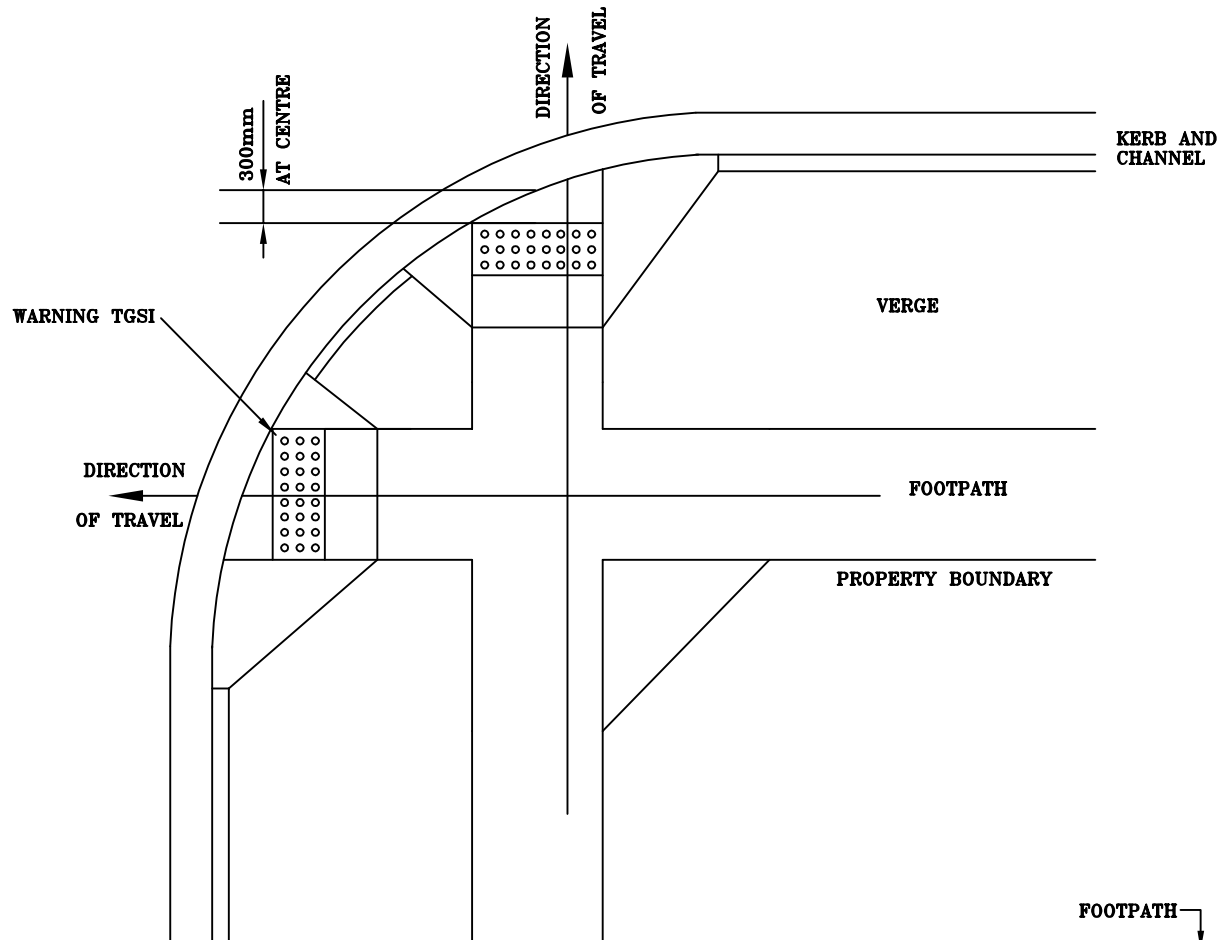 DIRECTION
OF TRAVEL
300mm
AT CENTRE
KERB AND
CHANNEL
WARNING TGSI
VERGE
DIRECTION
OF TRAVEL
FOOTPATH
PROPERTY BOUNDARY
FOOTPATH